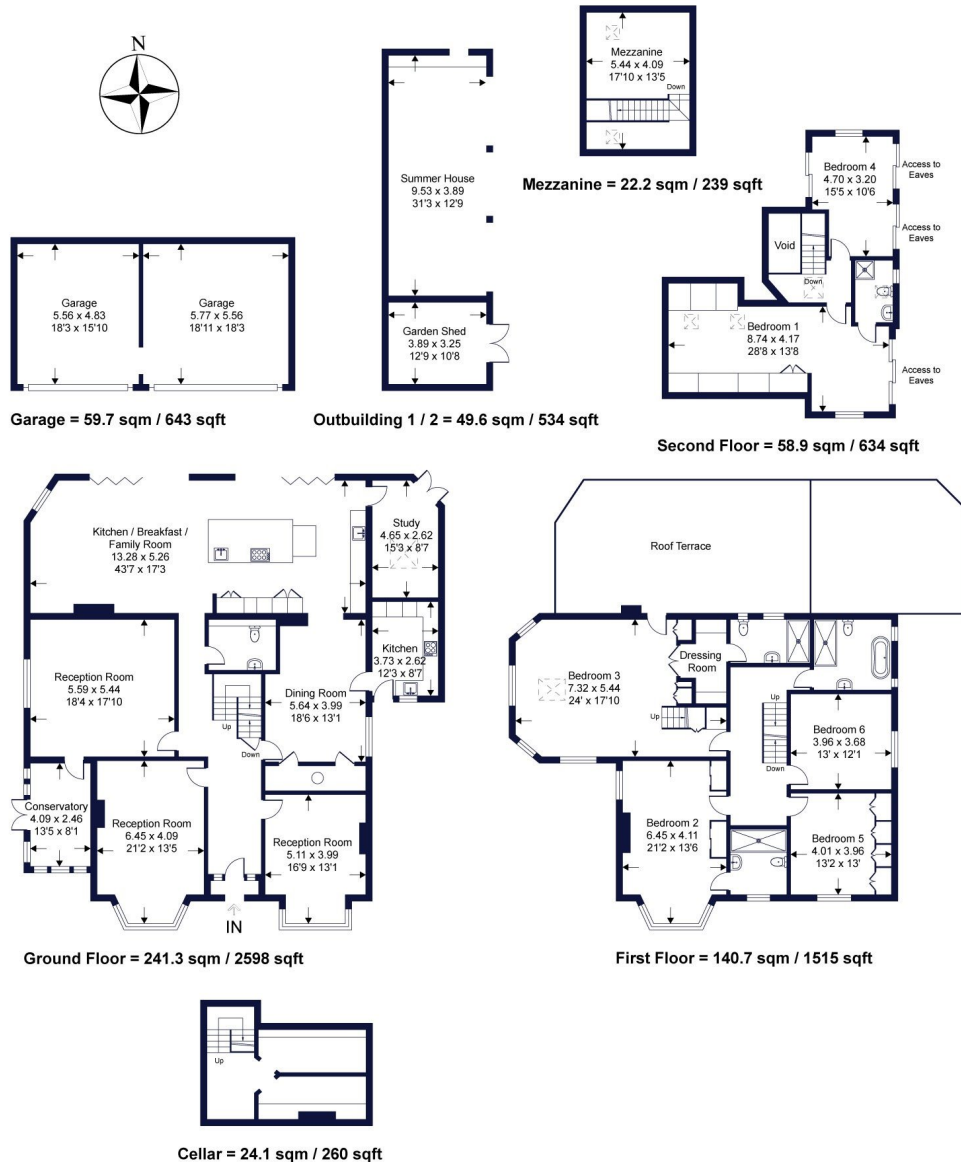 N
Mezzanine
5.44 x 4.09
17'10 x 13'5
Down
Mezzanine = 22.2 sqm / 239 sqft
Summer House
9.53 x 3.89
31'3 x 12'9
Garden Shed
3.89 x 3.25
12'9 x 10'8
Outbuilding 1 / 2 = 49.6 sqm / 534 sqft
Garage
5.56 x 4.83
18'3 x 15'10
Garage
5.77 x 5.56
18'11 x 18'3
Garage = 59.7 sqm / 643 sqft
Bedroom 4
4.70 x 3.20
15'5 x 10'6
Access to
Eaves
Access to
Eaves
Void
Down
Bedroom 1
8.74 x 4.17
28'8 x 13'8
Access to
Eaves
Second Floor = 58.9 sqm / 634 sqft
Kitchen / Breakfast /
Family Room
13.28 x 5.26
43'7 x 17'3
Study
4.65 x 2.62
15'3 x 8'7
Kitchen
3.73 x 2.62
12'3 x 8'7
Reception Room
5.59 x 5.44
18'4 x 17'10
Dining Room
5.64 x 3.99
18'6 x 13'1
Up
Down
Conservatory
4.09 x 2.46
13'5 x 8'1
Reception Room
6.45 x 4.09
21'2 x 13'5
Reception Room
5.11 x 3.99
16'9 x 13'1
IN
Ground Floor = 241.3 sqm / 2598 sqft
Roof Terrace
Dressing
Room
Bedroom 3
7.32 x 5.44
24' x 17'10
Up
Up
Down
Bedroom 6
3.96 x 3.68
13' x 12'1
Bedroom 2
6.45 x 4.11
21'2 x 13'6
Bedroom 5
4.01 x 3.96
13'2 x 13'
First Floor = 140.7 sqm / 1515 sqft
Up
Cellar = 24.1 sqm / 260 sqft